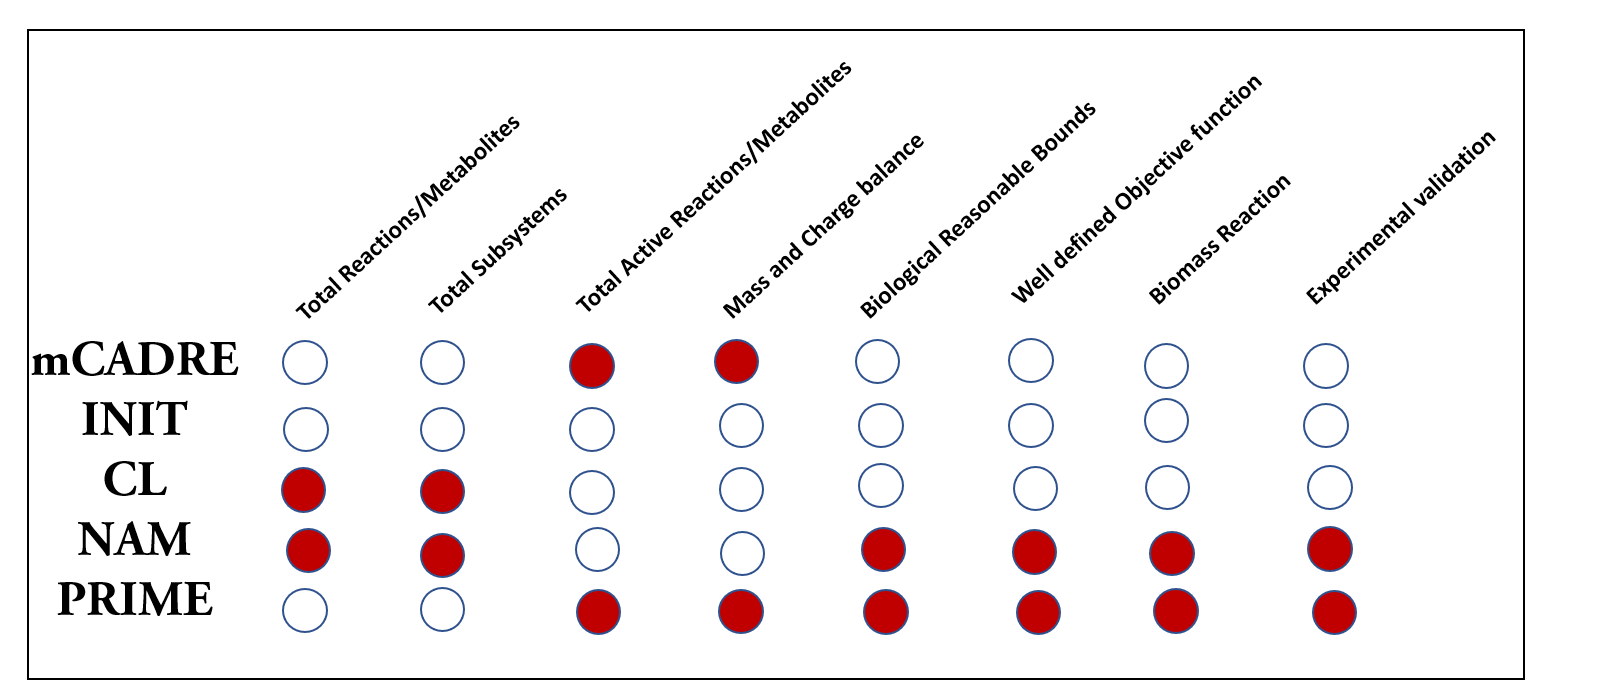 Total Reactions/Metabolites
Total Subsystems
Total Active Reactions/Metabolites
Mass and Charge balance
Biological Reasonable Bounds
Well defined Objective function
Biomass Reaction
Experimental validation
mCADRE
INIT
CL
NAM
PRIME